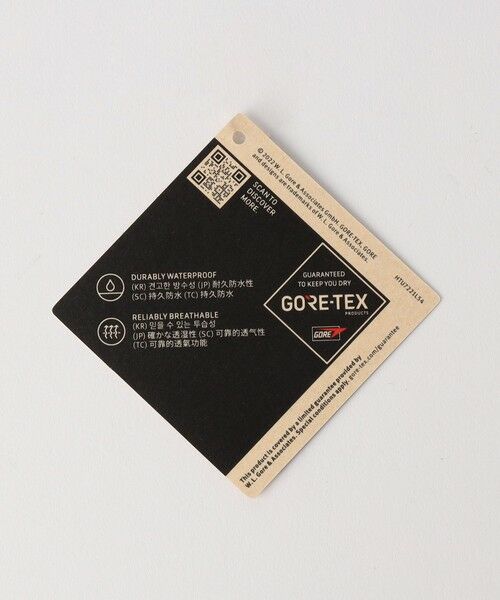 © 2022 W. L. Gore & Associates GmbH. GORE-TEX, GORE
and designs are trademarks of W. L. Gore & Associates.
SCAN TO
DISCOVER
MORE.
HTU7221L54
DURABLY WATERPROOF
(KR) 견고한 방수성 (JP) 耐久防水性
(SC) 持久防水 (TC) 持久防水
RELIABLY BREATHABLE
(KR) 믿을 수 있는 투습성
(JP) 確かな透湿性 (SC) 可靠的透气性
(TC) 可靠的透氣功能
GUARANTEED
TO KEEP YOU DRY
GORE-TEX
PRODUCTS
GORE
This product is covered by a limited guarantee provided by
W. L. Gore & Associates. Special conditions apply. gore-tex.com/guarantee